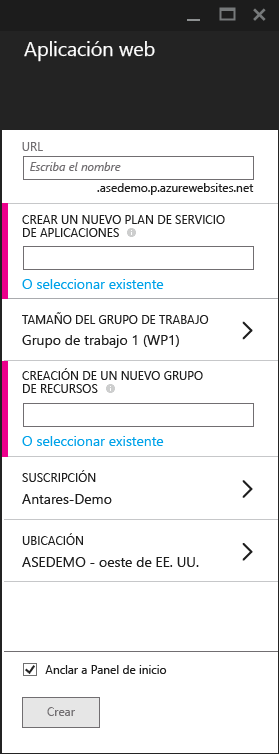 Aplicación web
URL
Escriba el nombre
.asedemo.p.azurewebsites.net
CREAR UN NUEVO PLAN DE SERVICIO
DE APLICACIONES
O seleccionar existente
TAMAÑO DEL GRUPO DE TRABAJO
Grupo de trabajo 1 (WP1)
CREACIÓN DE UN NUEVO GRUPO
DE RECURSOS
O seleccionar existente
SUSCRIPCIÓN
Antares-Demo
UBICACIÓN
ASEDEMO - oeste de EE. UU.
Anclar a Panel de inicio
Crear